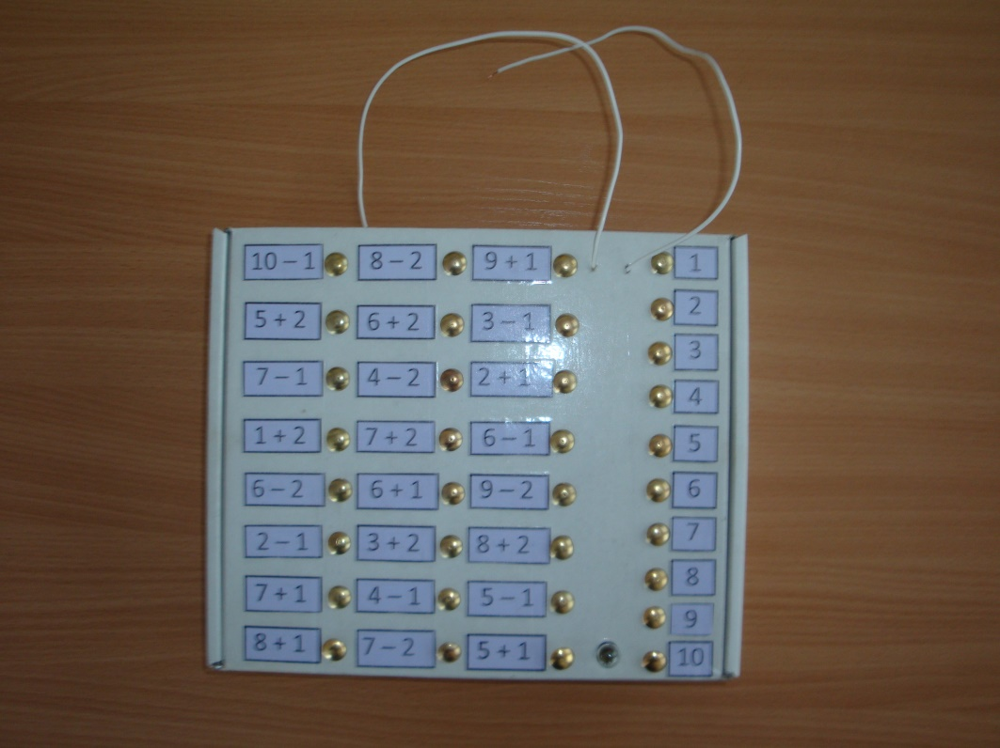 10 – 1 8 – 2 9 + 1 1
5 + 2 6 + 2 3 – 1 2
7 – 1 4 – 2 2 + 1 3
1 + 2 7 + 2 6 – 1 4
6 – 2 6 + 1 9 – 2 5
2 – 1 3 + 2 8 + 2 6
7 + 1 4 – 1 5 – 1 7
8 + 1 7 – 2 5 + 1 8
9
10